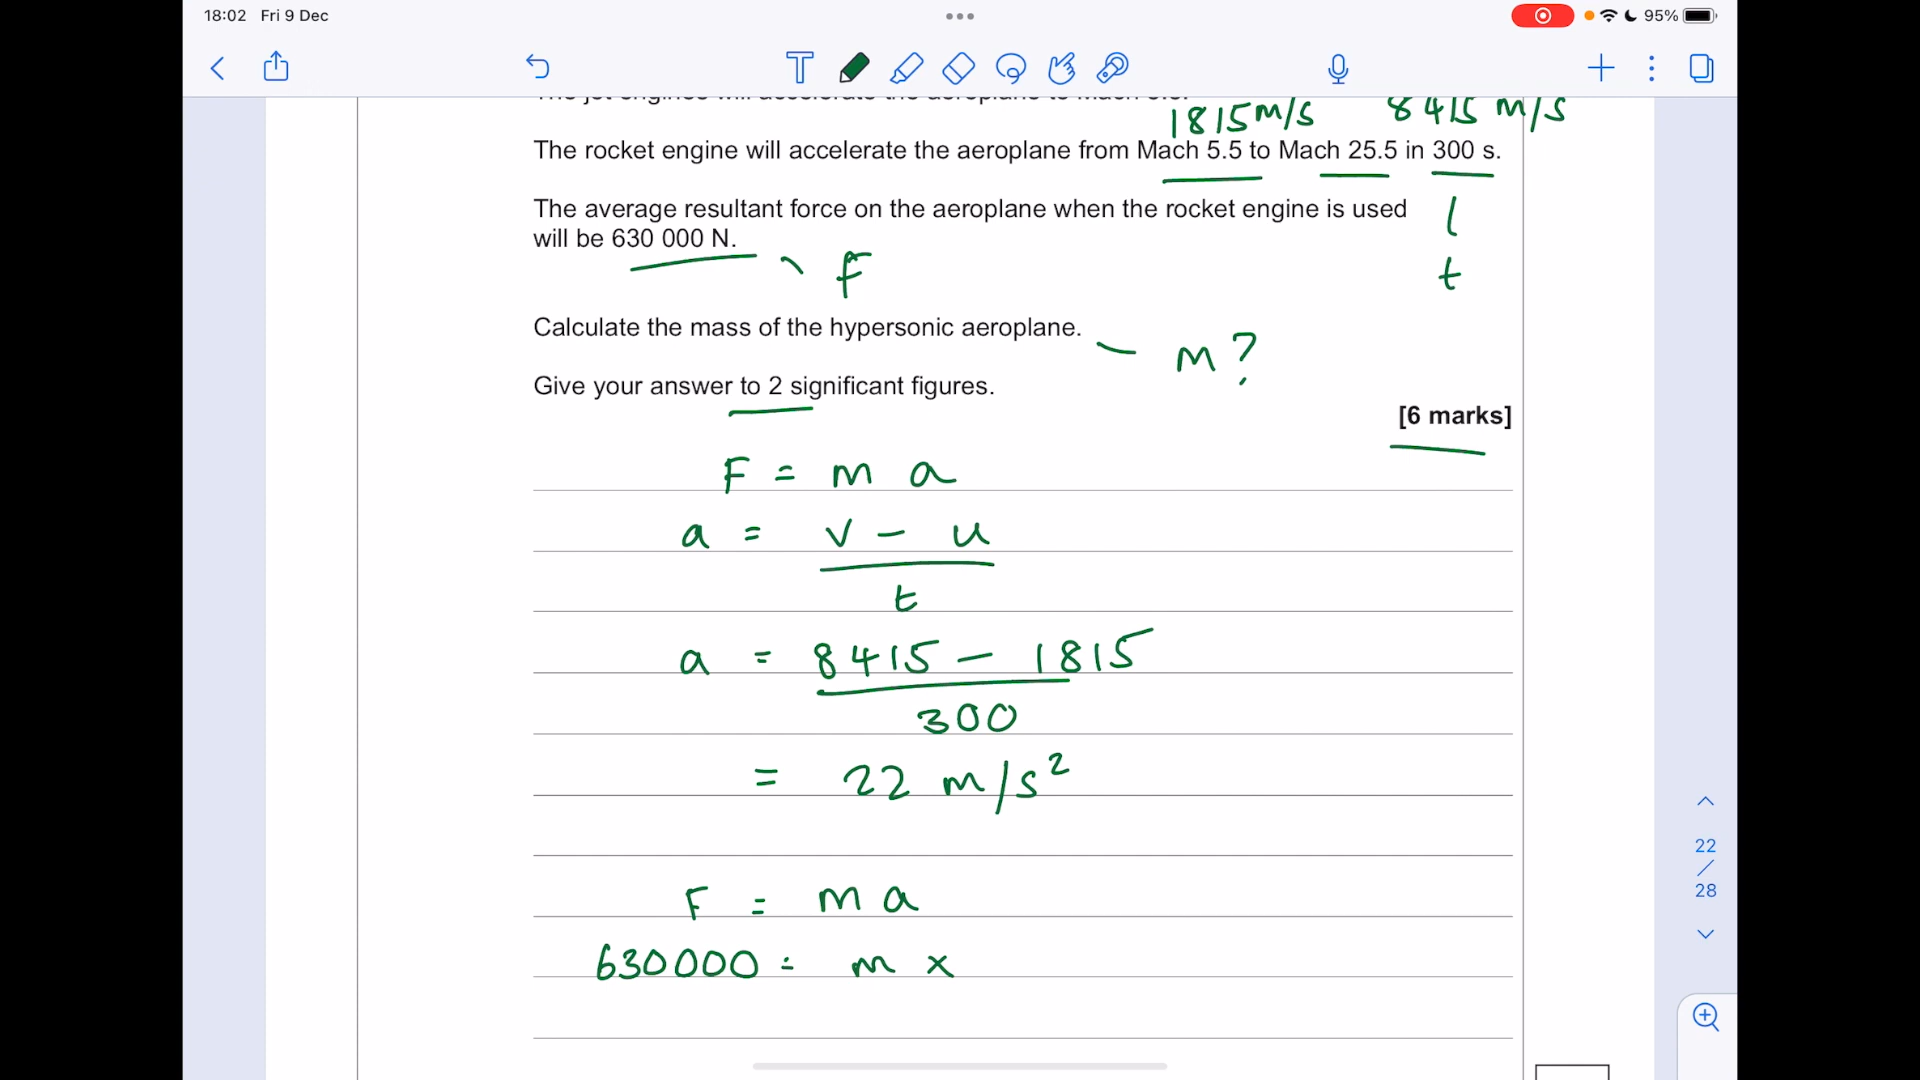 18:02 Fri 9 Dec
95%
1815 m/s 8415 m/s
The rocket engine will accelerate the aeroplane from Mach 5.5 to Mach 25.5 in 300 s.
The average resultant force on the aeroplane when the rocket engine is used
will be 630 000 N.
F
t
Calculate the mass of the hypersonic aeroplane.
m?
Give your answer to 2 significant figures.
[6 marks]
F = m a
a = v - u
t
a = 8415 - 1815
300
= 22 m/s²
F = m a
630000 = m x
22
/
28